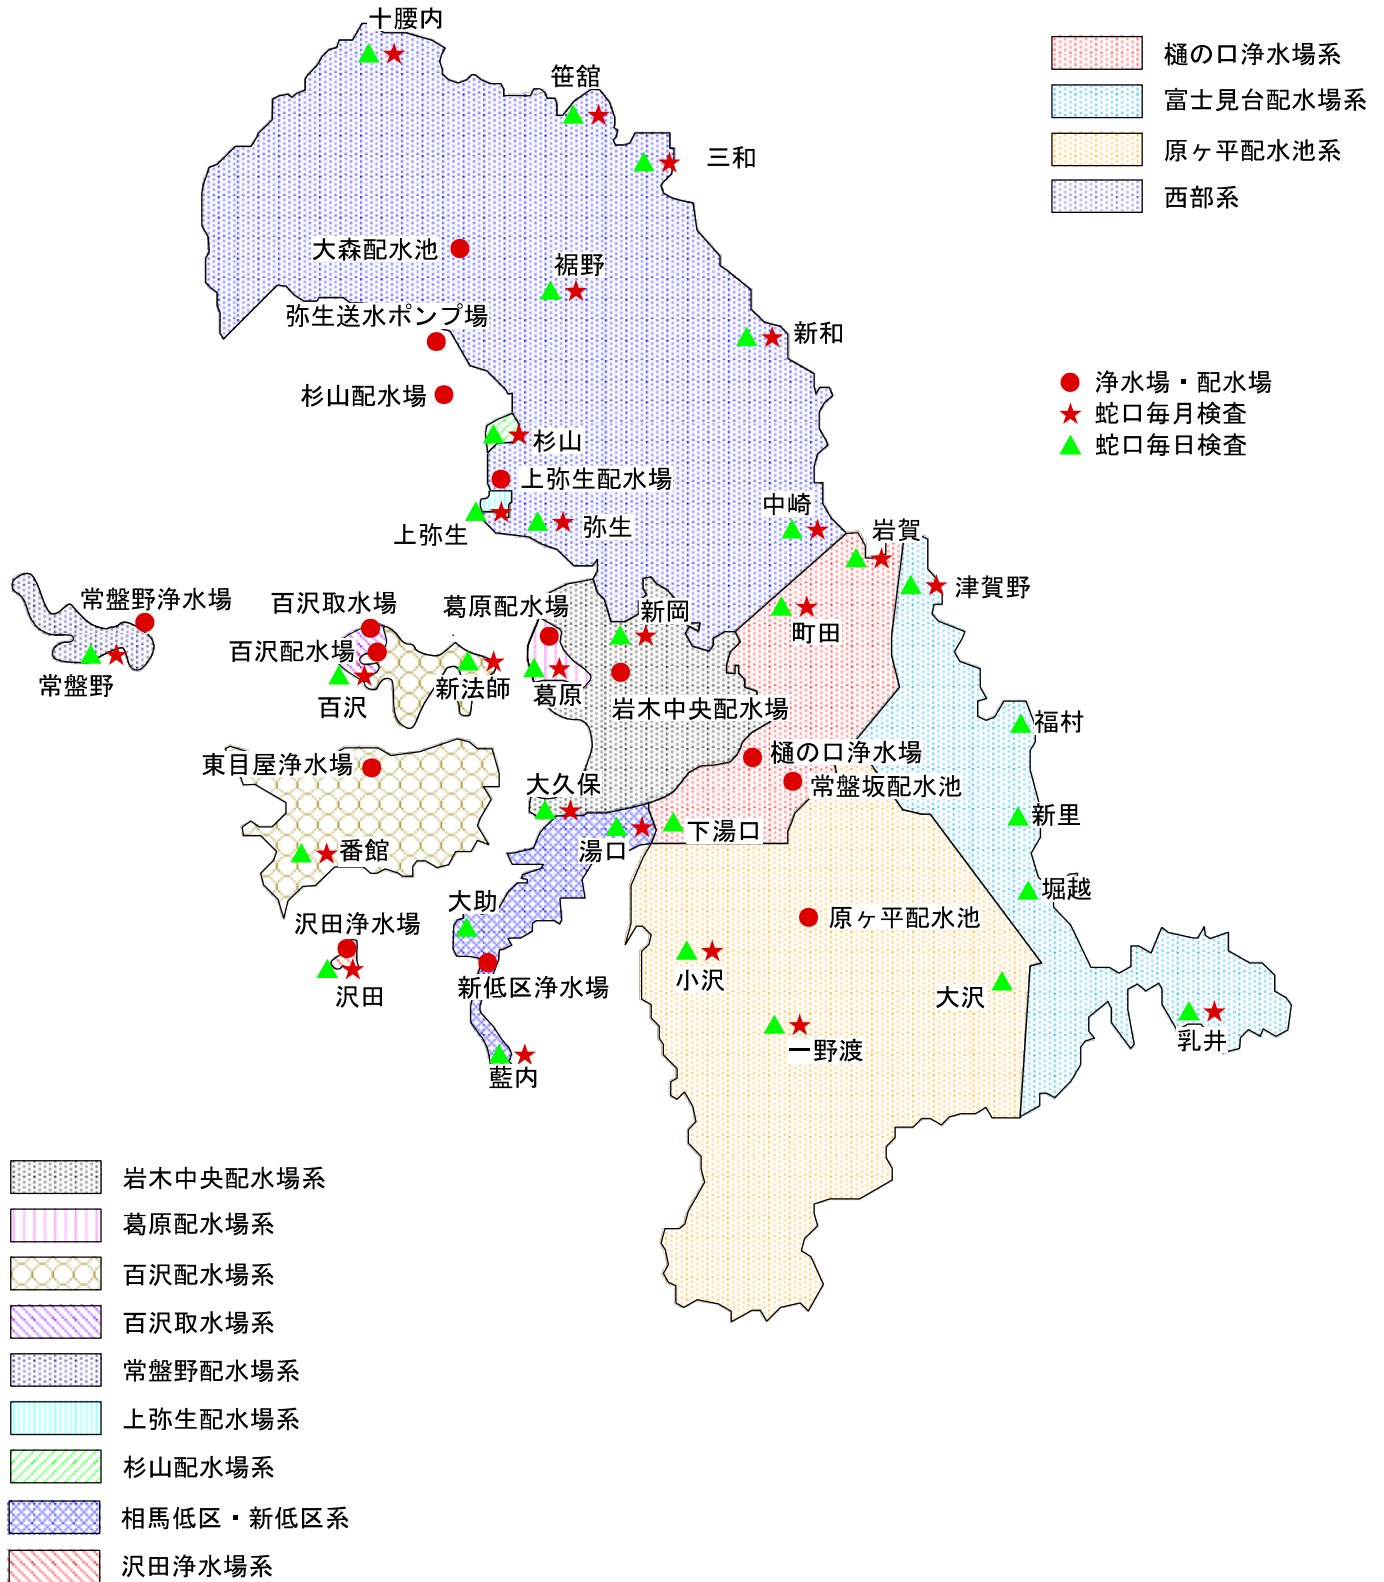 十腰内
笹舘
三和
樋の口浄水場系
富士見台配水場系
原ヶ平配水池系
西部系
大森配水池
裾野
弥生送水ポンプ場
新和
杉山配水場
浄水場・配水場
蛇口毎月検査
蛇口毎日検査
杉山
上弥生配水場
上弥生
弥生
中崎
岩賀
津賀野
常盤野浄水場
常盤野
百沢取水場
百沢配水場
百沢
新法師
葛原配水場
葛原
新岡
町田
岩木中央配水場
福村
東目屋浄水場
樋の口浄水場
常盤坂配水池
大久保
湯口
下湯口
新里
番館
堀越
大助
沢田浄水場
沢田
新低区浄水場
藍内
原ヶ平配水池
小沢
大沢
一野渡
乳井
岩木中央配水場系
葛原配水場系
百沢配水場系
百沢取水場系
常盤野配水場系
上弥生配水場系
杉山配水場系
相馬低区・新低区系
沢田浄水場系